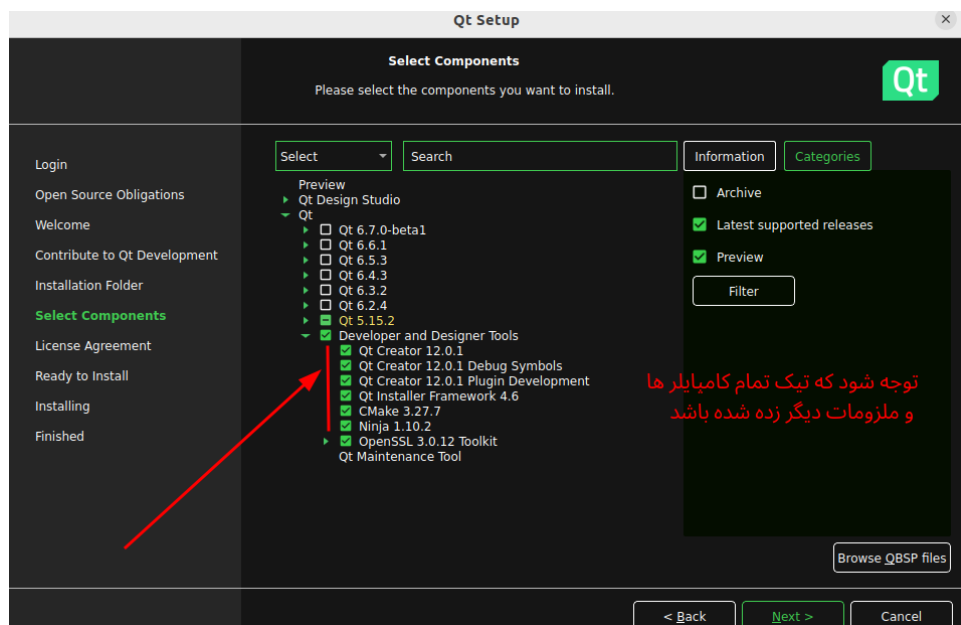 Qt Setup
Select Components
Please select the components you want to install.
Qt
Login
Open Source Obligations
Welcome
Contribute to Qt Development
Installation Folder
Select Components
License Agreement
Ready to Install
Installing
Finished
Select
Search
Preview
Qt Design Studio
Qt
Qt 6.7.0-beta1
Qt 6.6.1
Qt 6.5.3
Qt 6.4.3
Qt 6.3.2
Qt 6.2.4
Qt 5.15.2
Developer and Designer Tools
Qt Creator 12.0.1
Qt Creator 12.0.1 Debug Symbols
Qt Creator 12.0.1 Plugin Development
Qt Installer Framework 4.6
CMake 3.27.7
Ninja 1.10.2
OpenSSL 3.0.12 Toolkit
Qt Maintenance Tool
Information
Categories
Archive
Latest supported releases
Preview
Filter
توجه شود که تیک تمام کامپایلر ها
و ملزومات دیگر زده شده باشد
Browse QBSP files
< Back
Next >
Cancel